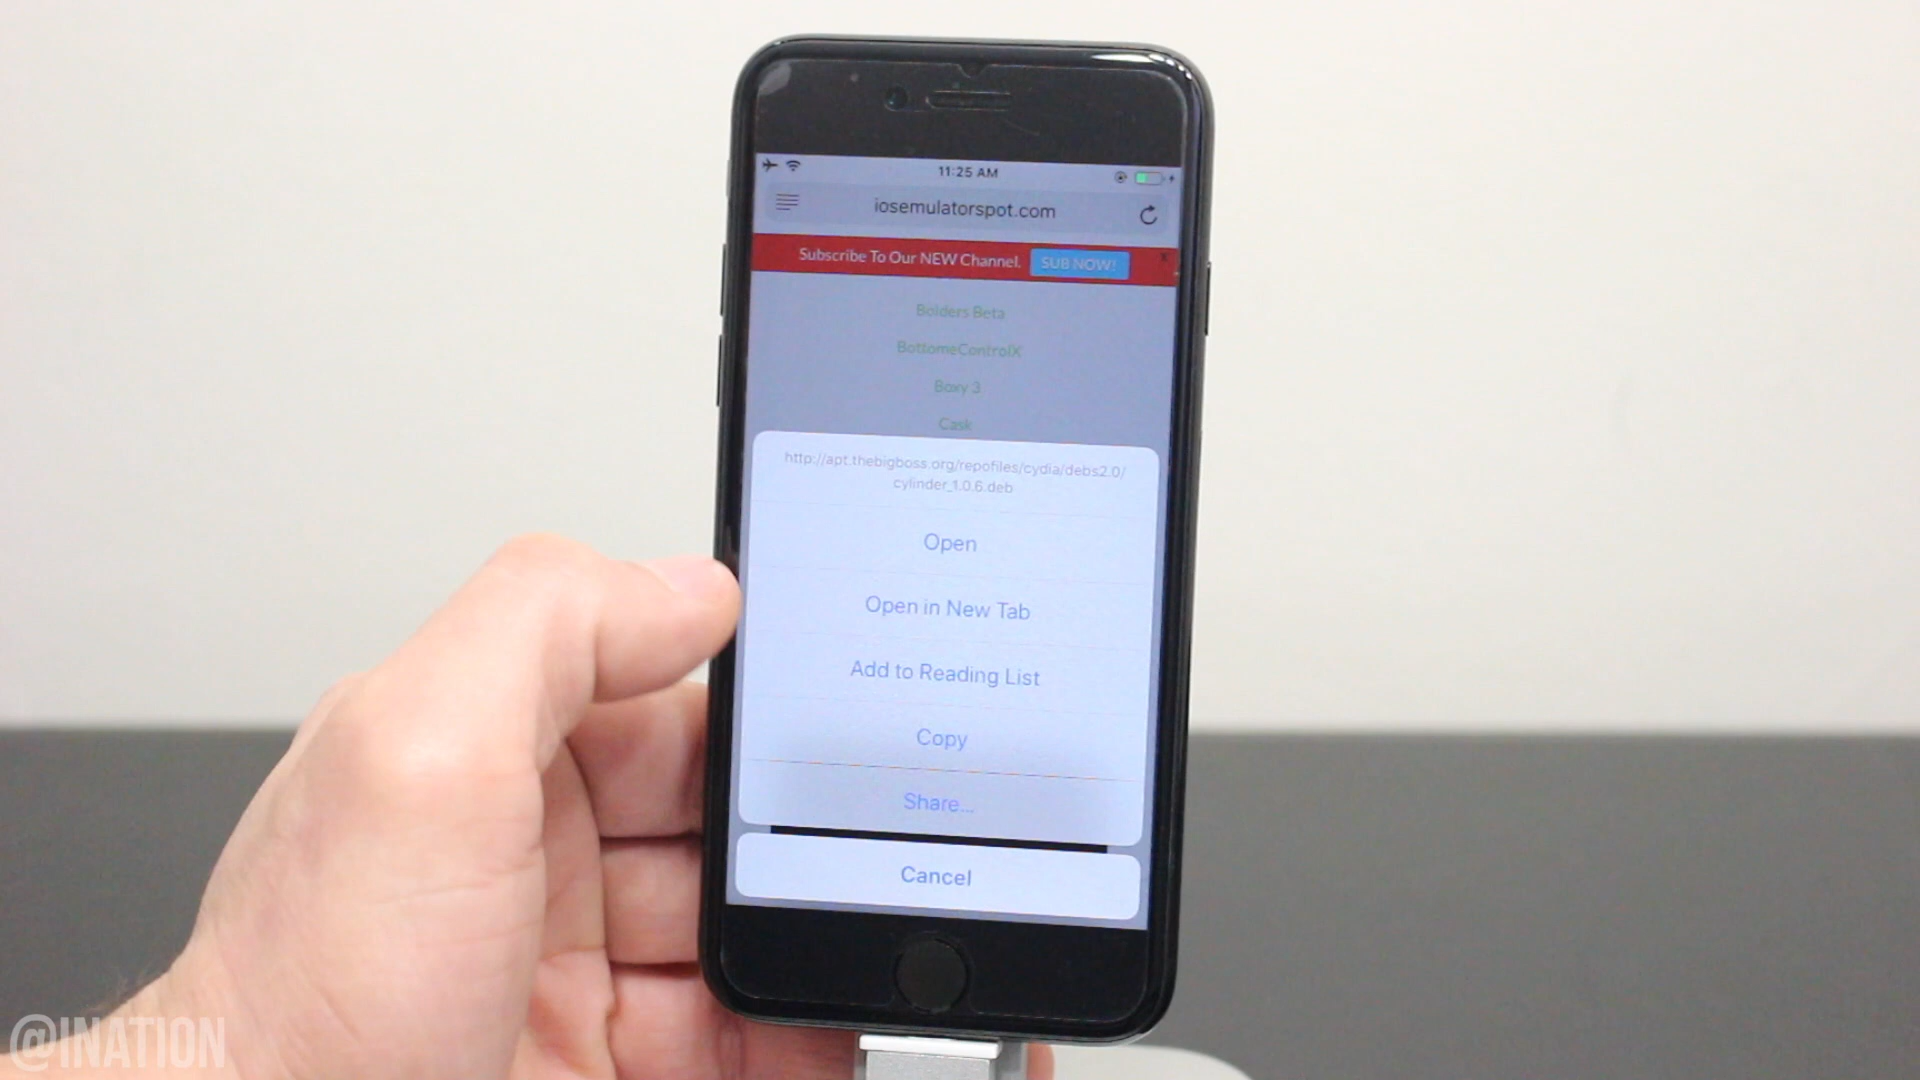 11:25 AM
iosemulatorspot.com
Subscribe To Our NEW Channel. SUB NOW! x
Bolders Beta
BottomeControlX
Boxy 3
Cask
http://apt.thebigboss.org/repofiles/cydia/debs2.0/
cylinder_1.0.6.deb
Open
Open in New Tab
Add to Reading List
Copy
Share...
Cancel
@INATION